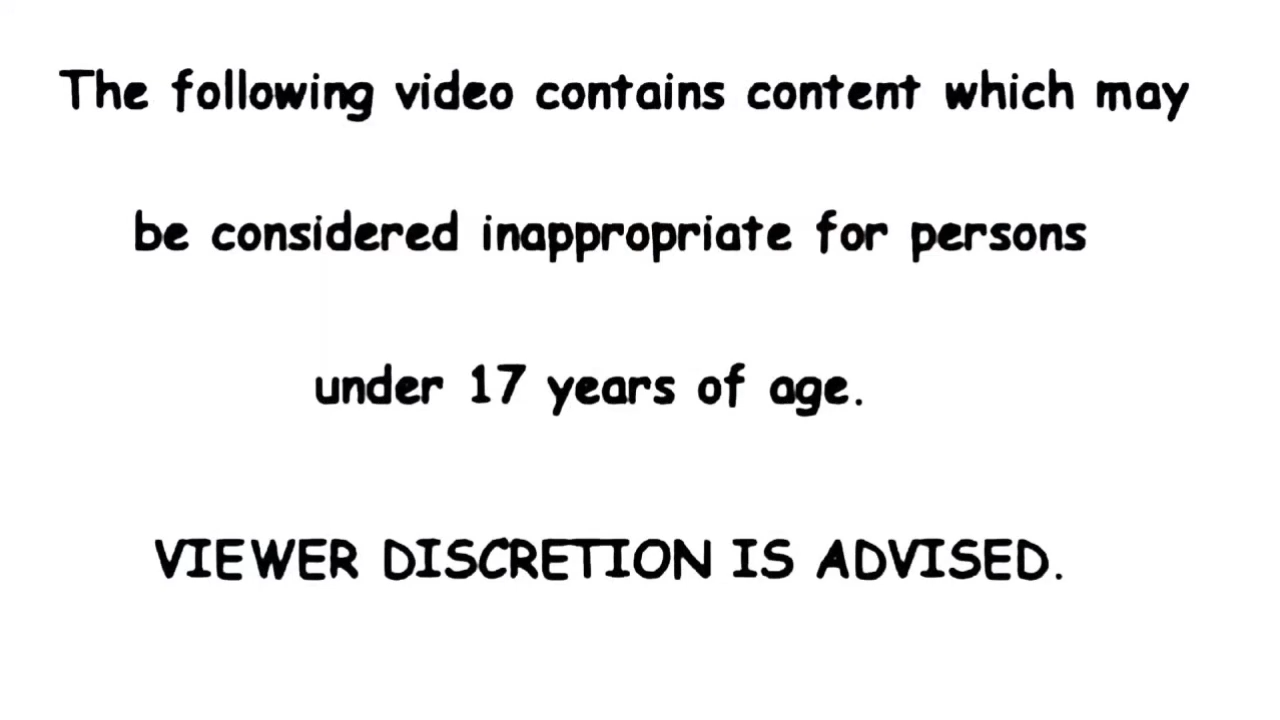 The following video contains content which may
be considered inappropriate for persons
under 17 years of age.
VIEWER DISCRETION IS ADVISED.